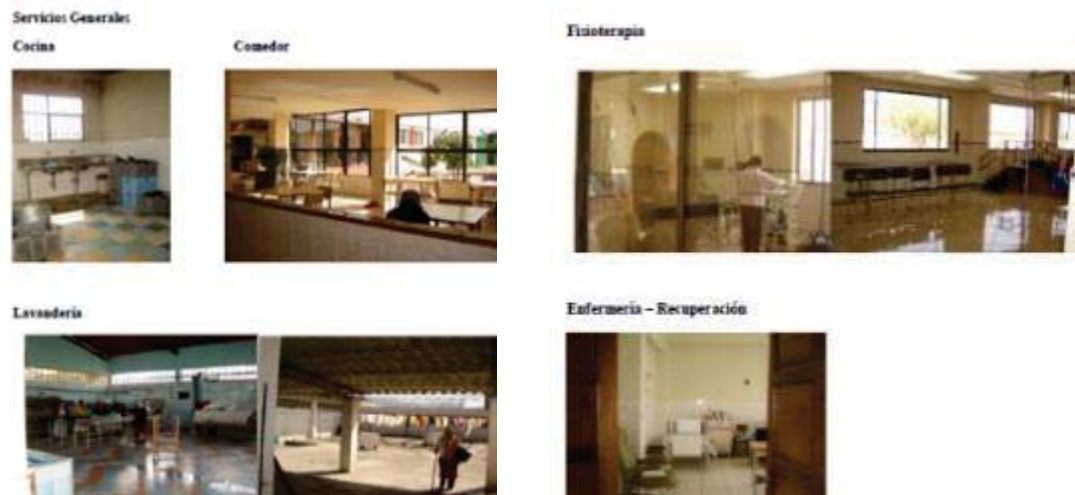 Servicios Generales
Cocina
Comedor
Fisioterapia
Lavandería
Enfermería – Recuperación